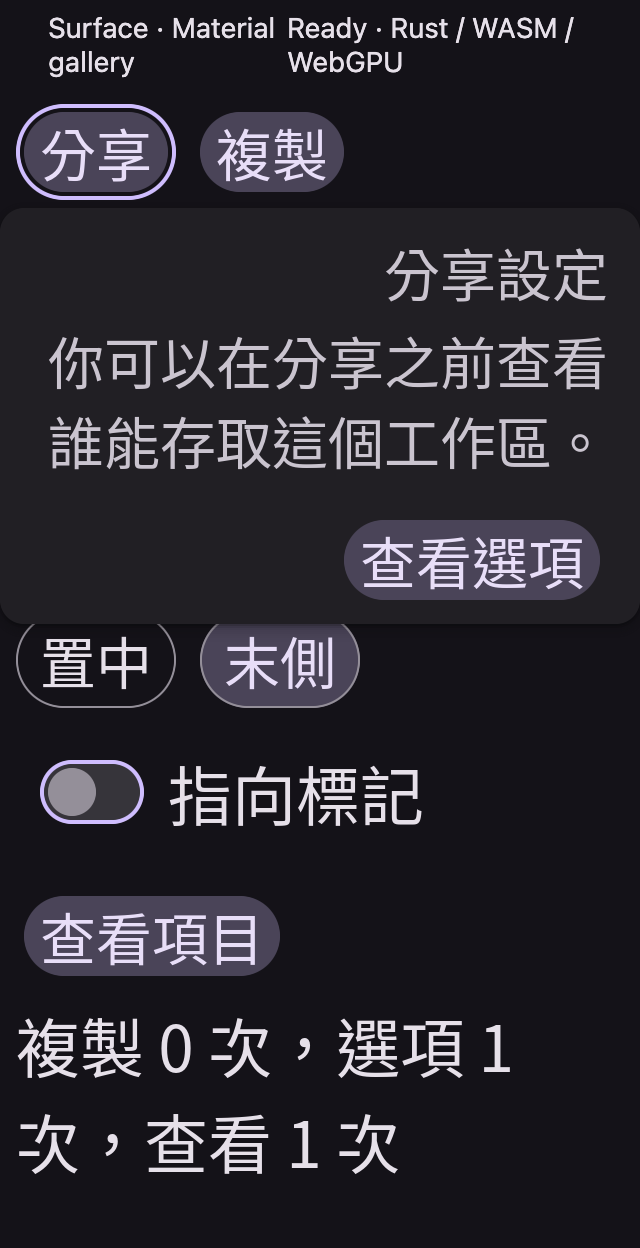 Surface · Material gallery
Ready · Rust / WASM / WebGPU
分享
複製
分享設定
你可以在分享之前查看
誰能存取這個工作區。
查看選項
置中
末側
指向標記
查看項目
複製 0 次，選項 1
次，查看 1 次